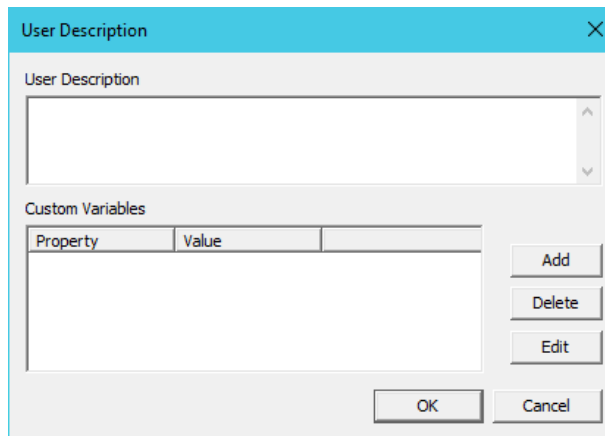 User Description
User Description
Custom Variables
Property Value
Add
Delete
Edit
OK Cancel